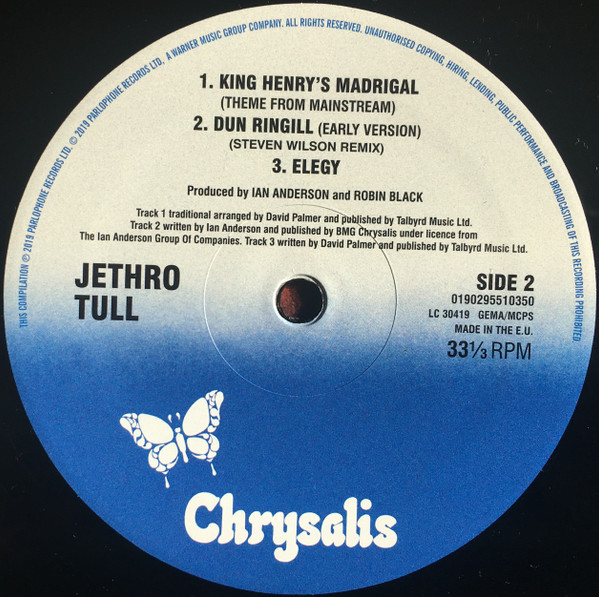 THIS COMPILATION ℗ 2019 PARLOPHONE RECORDS LTD. © 2019 PARLOPHONE RECORDS LTD, A WARNER MUSIC GROUP COMPANY. ALL RIGHTS RESERVED. UNAUTHORISED COPYING, HIRING, LENDING, PUBLIC PERFORMANCE AND BROADCASTING OF THIS RECORDING PROHIBITED
1. KING HENRY'S MADRIGAL
(THEME FROM MAINSTREAM)
2. DUN RINGILL (EARLY VERSION)
(STEVEN WILSON REMIX)
3. ELEGY
Produced by IAN ANDERSON and ROBIN BLACK
Track 1 traditional arranged by David Palmer and published by Talbyrd Music Ltd.
Track 2 written by Ian Anderson and published by BMG Chrysalis under licence from
The Ian Anderson Group Of Companies. Track 3 written by David Palmer and published by Talbyrd Music Ltd.
JETHRO
TULL
SIDE 2
0190295510350
LC 30419 GEMA/MCPS
MADE IN THE E.U.
33⅓ RPM
Chrysalis